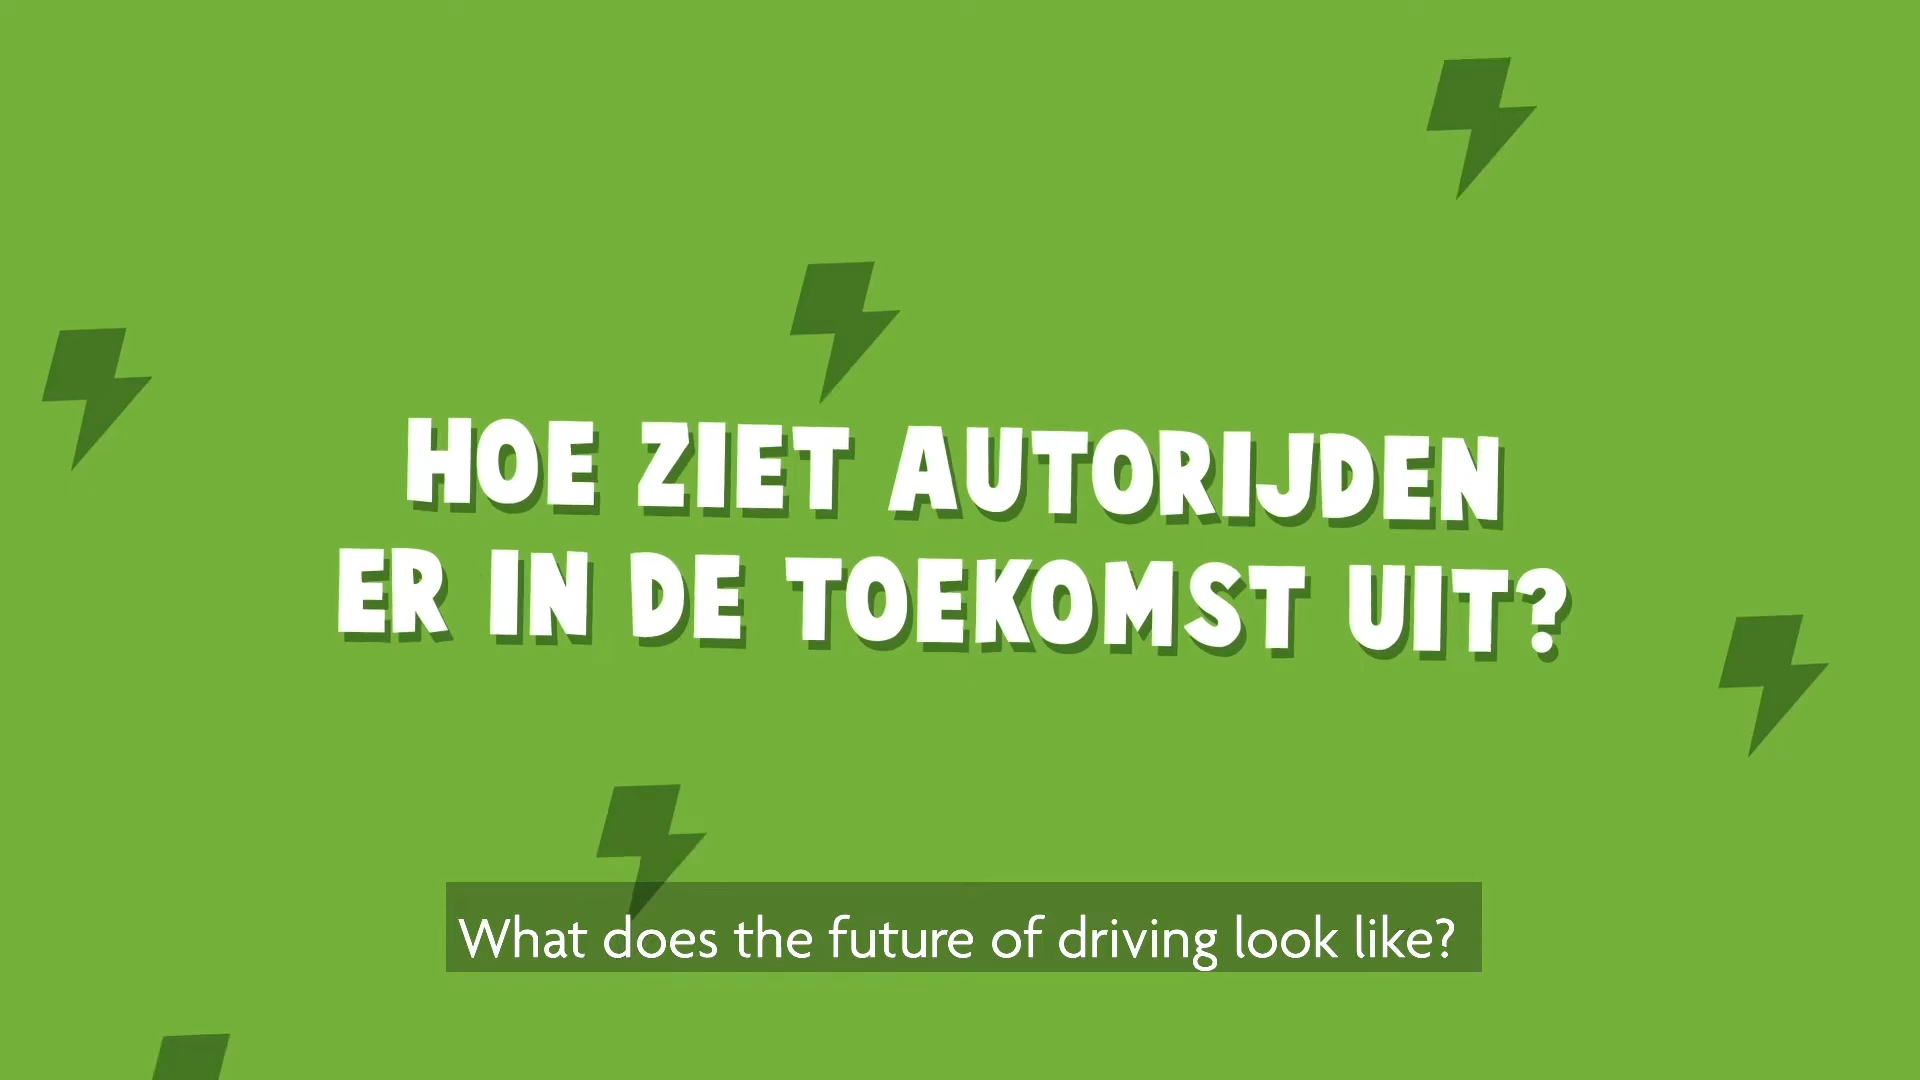 HOE ZIET AUTORIJDEN
ER IN DE TOEKOMST UIT?
What does the future of driving look like?